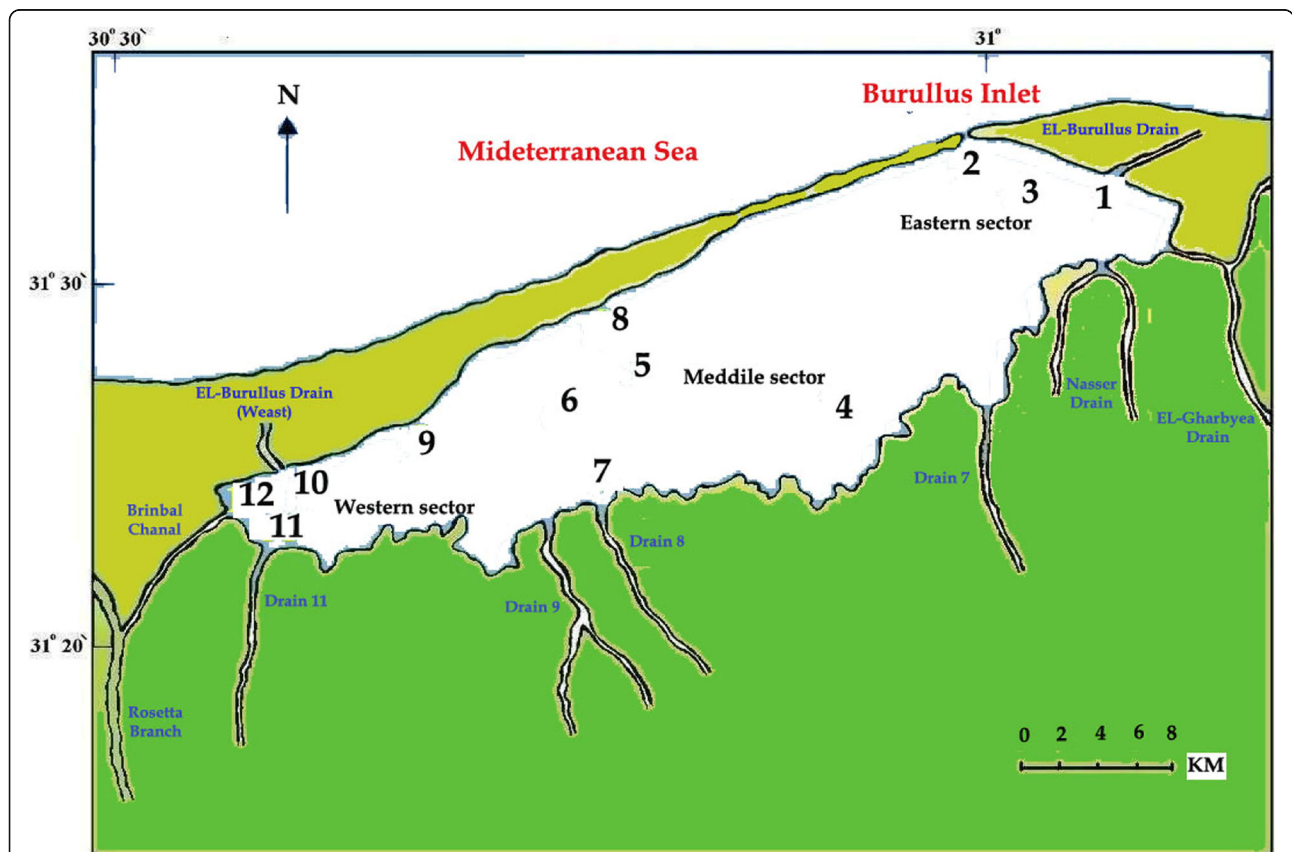 30° 30`
31°
N
Burullus Inlet
EL-Burullus Drain
Mideterranean Sea
2
3
1
Eastern sector
31° 30`
8
5
Meddile sector
EL-Burullus Drain
(Weast)
6
4
Nasser
Drain
EL-Gharbyea
Drain
9
7
Drain 7
10
12
Western sector
Brinbal
Chanal
11
Drain 8
Drain 11
Drain 9
31° 20`
Rosetta
Branch
0 2 4 6 8
KM